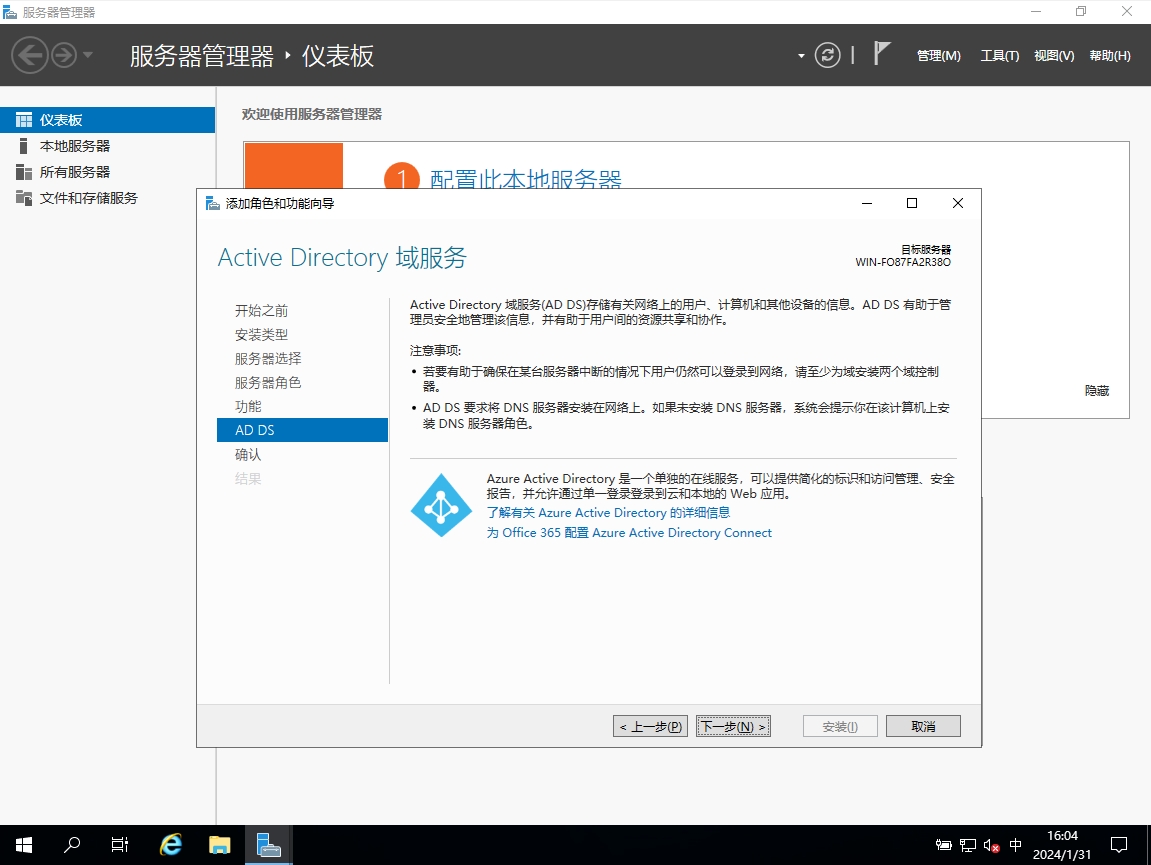 服务器管理器
服务器管理器 ‣ 仪表板
管理(M) 工具(T) 视图(V) 帮助(H)
仪表板
本地服务器
所有服务器
文件和存储服务
欢迎使用服务器管理器
1 配置此本地服务器
隐藏
添加角色和功能向导
Active Directory 域服务
目标服务器
WIN-FO87FA2R38O
开始之前
安装类型
服务器选择
服务器角色
功能
AD DS
确认
结果
Active Directory 域服务(AD DS)存储有关网络上的用户、计算机和其他设备的信息。AD DS 有助于管
理员安全地管理该信息，并有助于用户间的资源共享和协作。
注意事项:
• 若要有助于确保在某台服务器中断的情况下用户仍然可以登录到网络，请至少为域安装两个域控制
器。
• AD DS 要求将 DNS 服务器安装在网络上。如果未安装 DNS 服务器，系统会提示你在该计算机上安
装 DNS 服务器角色。
Azure Active Directory 是一个单独的在线服务，可以提供简化的标识和访问管理、安全
报告，并允许通过单一登录登录到云和本地的 Web 应用。
了解有关 Azure Active Directory 的详细信息
为 Office 365 配置 Azure Active Directory Connect
< 上一步(P) 下一步(N) > 安装(I) 取消
中
16:04
2024/1/31